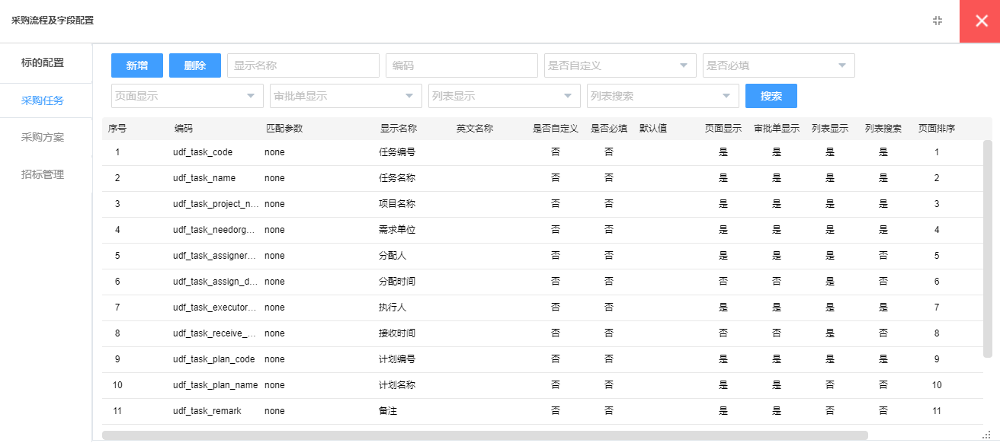 采购流程及字段配置
标的配置
采购任务
采购方案
招标管理
新增 删除 显示名称 编码 是否自定义 是否必填
页面显示 审批单显示 列表显示 列表搜索 搜索
序号 编码 匹配参数 显示名称 英文名称 是否自定义 是否必填 默认值 页面显示 审批单显示 列表显示 列表搜索 页面排序
1 udf_task_code none 任务编号 否 否 是 是 是 是 1
2 udf_task_name none 任务名称 否 否 是 是 是 是 2
3 udf_task_project_n... none 项目名称 否 否 是 是 是 是 3
4 udf_task_needorg... none 需求单位 否 否 是 是 是 是 4
5 udf_task_assigner... none 分配人 否 否 是 是 是 否 5
6 udf_task_assign_d... none 分配时间 否 否 否 否 是 否 6
7 udf_task_executor... none 执行人 否 否 是 是 是 是 7
8 udf_task_receive_... none 接收时间 否 否 否 否 是 否 8
9 udf_task_plan_code none 计划编号 否 否 是 是 是 是 9
10 udf_task_plan_name none 计划名称 否 否 是 是 否 否 10
11 udf_task_remark none 备注 否 否 是 是 否 否 11